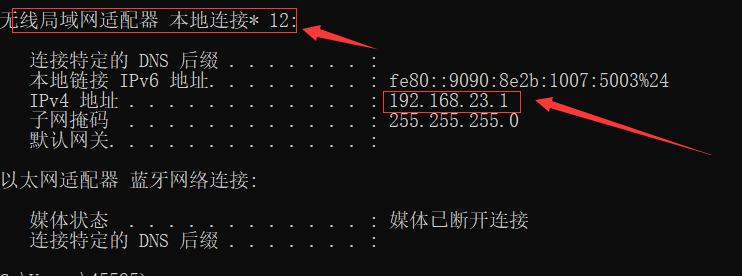 无线局域网适配器 本地连接* 12:
连接特定的 DNS 后缀 . . . . . . . :
本地链接 IPv6 地址. . . . . . . . : fe80::9090:8e2b:1007:5003%24
IPv4 地址 . . . . . . . . . . . . : 192.168.23.1
子网掩码 . . . . . . . . . . . . : 255.255.255.0
默认网关. . . . . . . . . . . . . :
以太网适配器 蓝牙网络连接:
媒体状态 . . . . . . . . . . . . : 媒体已断开连接
连接特定的 DNS 后缀 . . . . . . . :